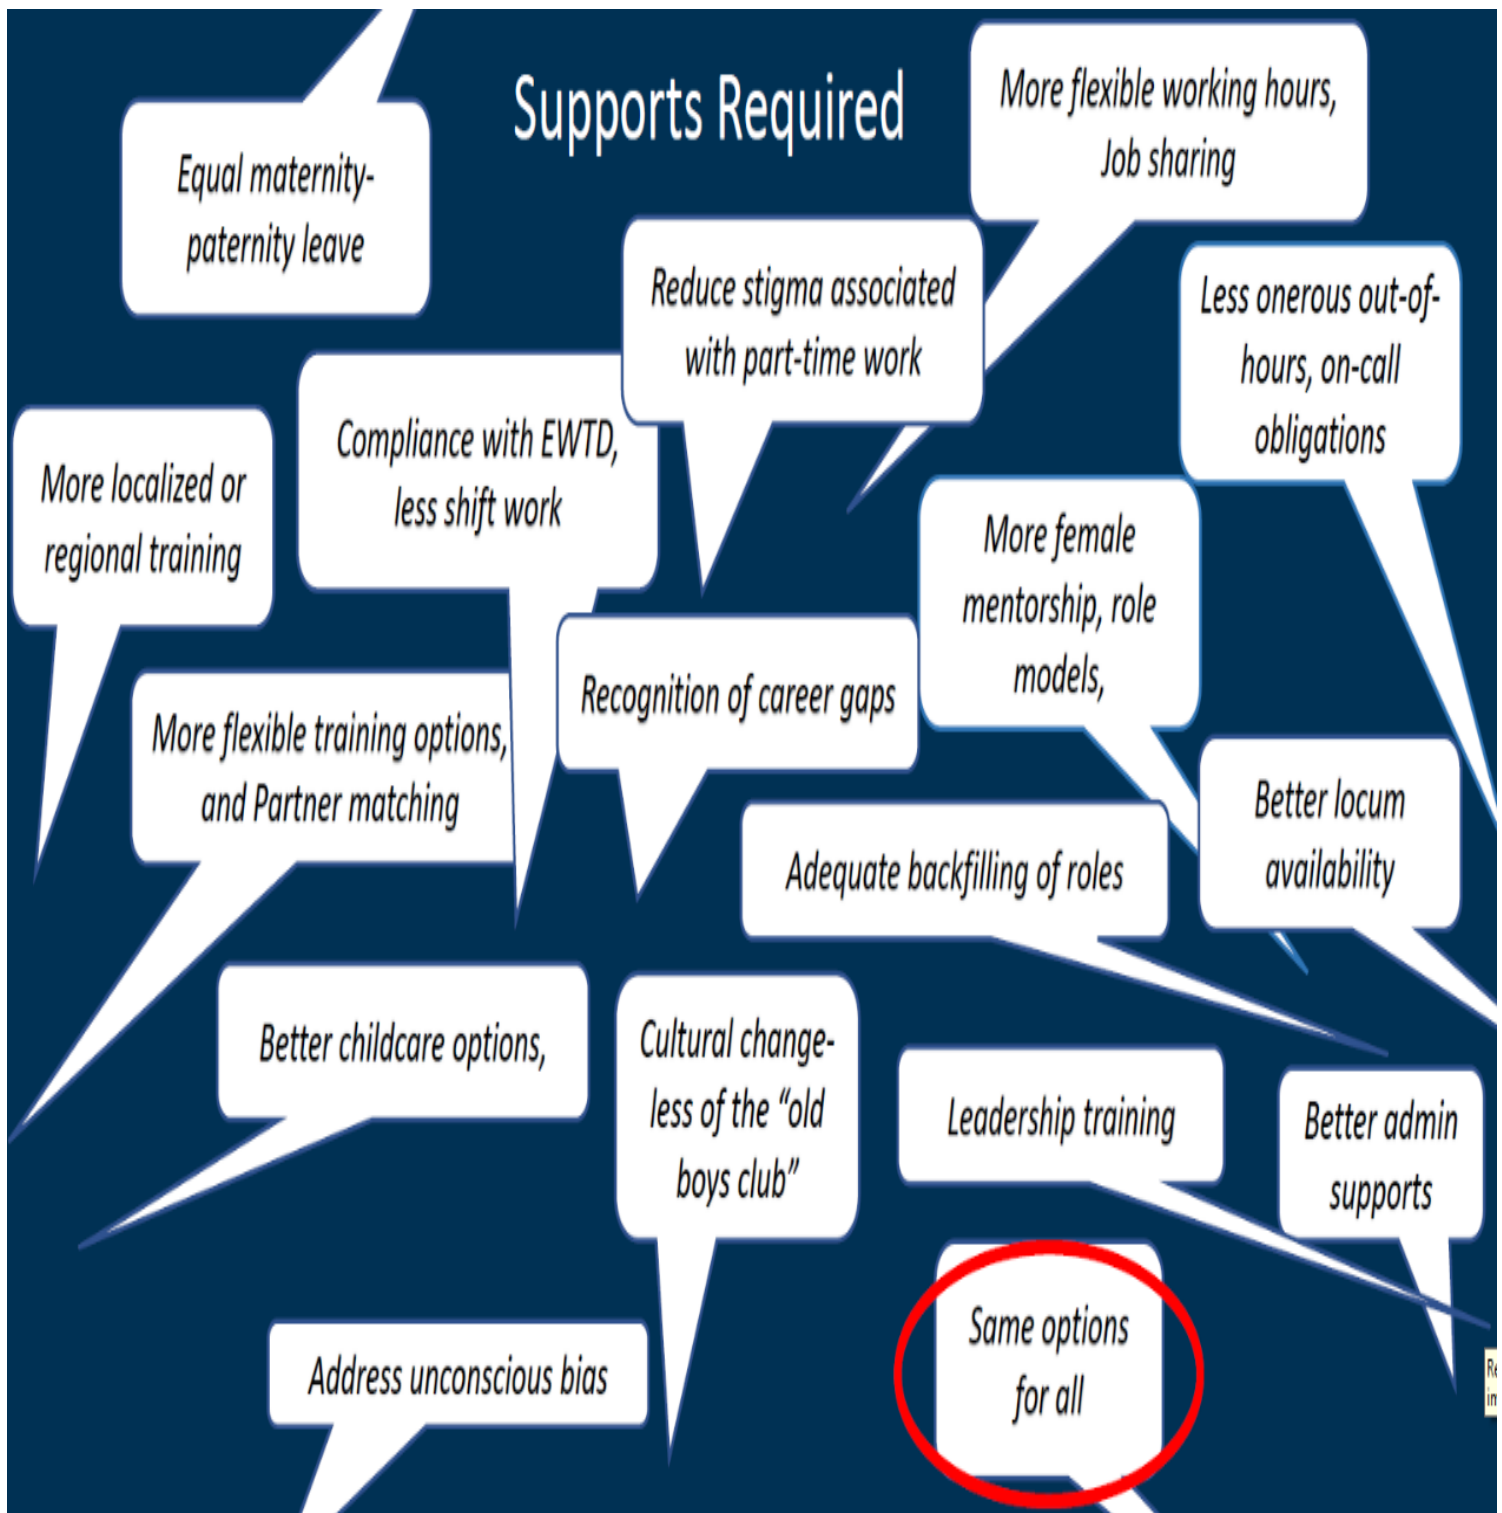 Supports Required
More flexible working hours,
Job sharing
Equal maternity-
paternity leave
Reduce stigma associated
with part-time work
Less onerous out-of-
hours, on-call
obligations
Compliance with EWTD,
less shift work
More localized or
regional training
More female
mentorship, role
models,
Recognition of career gaps
More flexible training options,
and Partner matching
Better locum
availability
Adequate backfilling of roles
Better childcare options,
Cultural change-
less of the “old
boys club”
Leadership training
Better admin
supports
Same options
for all
Address unconscious bias